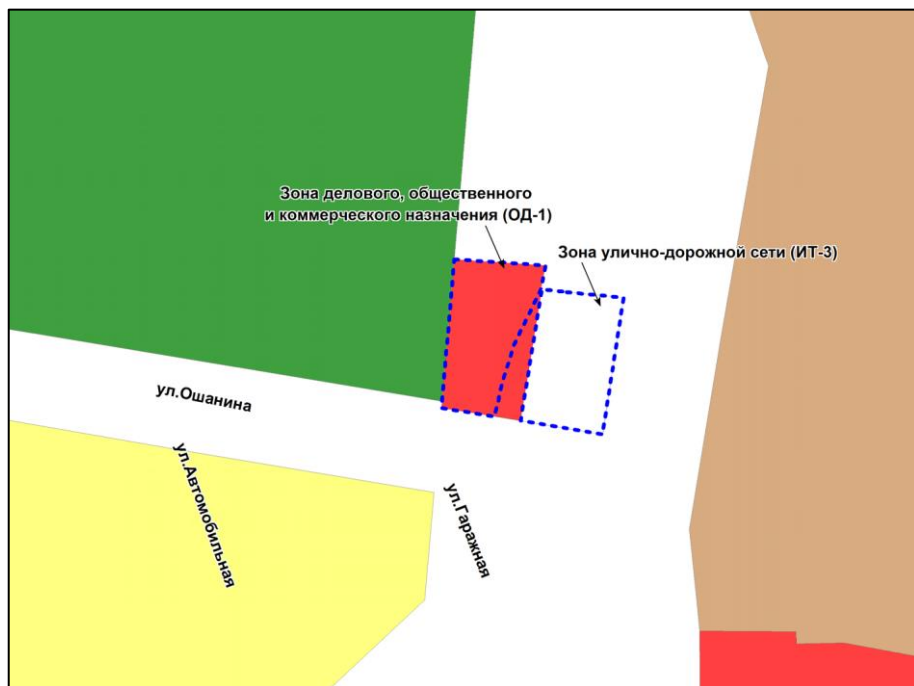 Зона делового, общественного
и коммерческого назначения (ОД-1)
Зона улично-дорожной сети (ИТ-3)
ул.Ошанина
ул.Автомобильная
ул.Гаражная